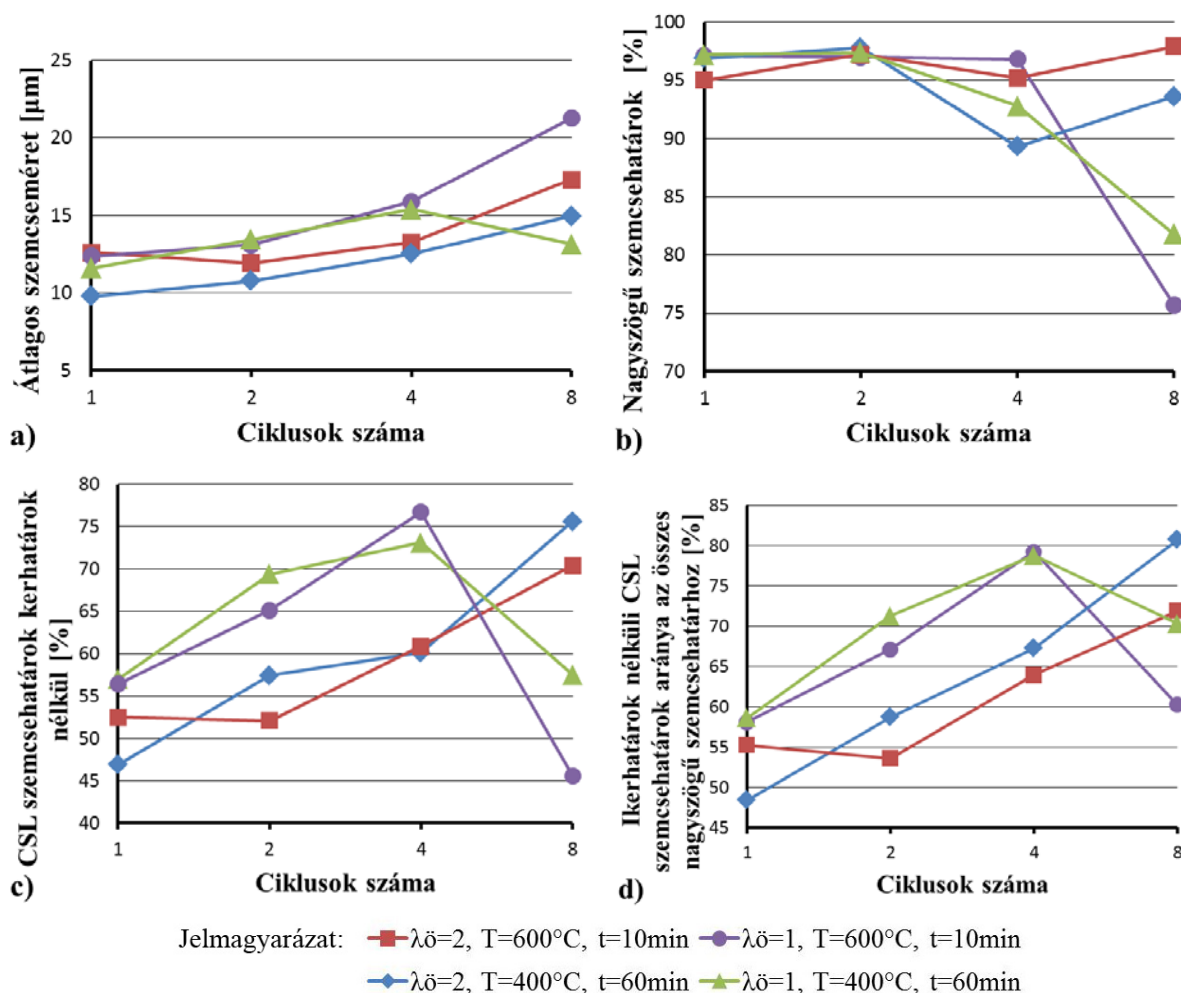 Átlagos szemcseméret [µm]
25
20
15
10
5
1 2 4 8
Ciklusok száma
a)
Nagyszögű szemcsehatárok [%]
100
95
90
85
80
75
70
1 2 4 8
Ciklusok száma
b)
CSL szemcsehatárok kerhatárok
nélkül [%]
80
75
70
65
60
55
50
45
40
1 2 4 8
Ciklusok száma
c)
Ikerhatárok nélküli CSL
szemcsehatárok aránya az összes
nagyszögű szemcsehatárhoz [%]
85
80
75
70
65
60
55
50
45
1 2 4 8
Ciklusok száma
d)
Jelmagyarázat: λö=2, T=600°C, t=10min λö=1, T=600°C, t=10min
λö=2, T=400°C, t=60min λö=1, T=400°C, t=60min